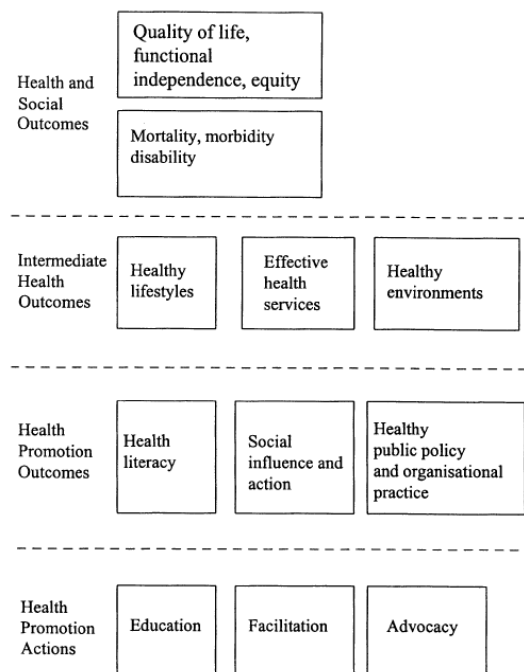 Health and
Social
Outcomes
Quality of life,
functional
independence, equity
Mortality, morbidity
disability
Intermediate
Health
Outcomes
Healthy
lifestyles
Effective
health
services
Healthy
environments
Health
Promotion
Outcomes
Health
literacy
Social
influence and
action
Healthy
public policy
and organisational
practice
Health
Promotion
Actions
Education
Facilitation
Advocacy